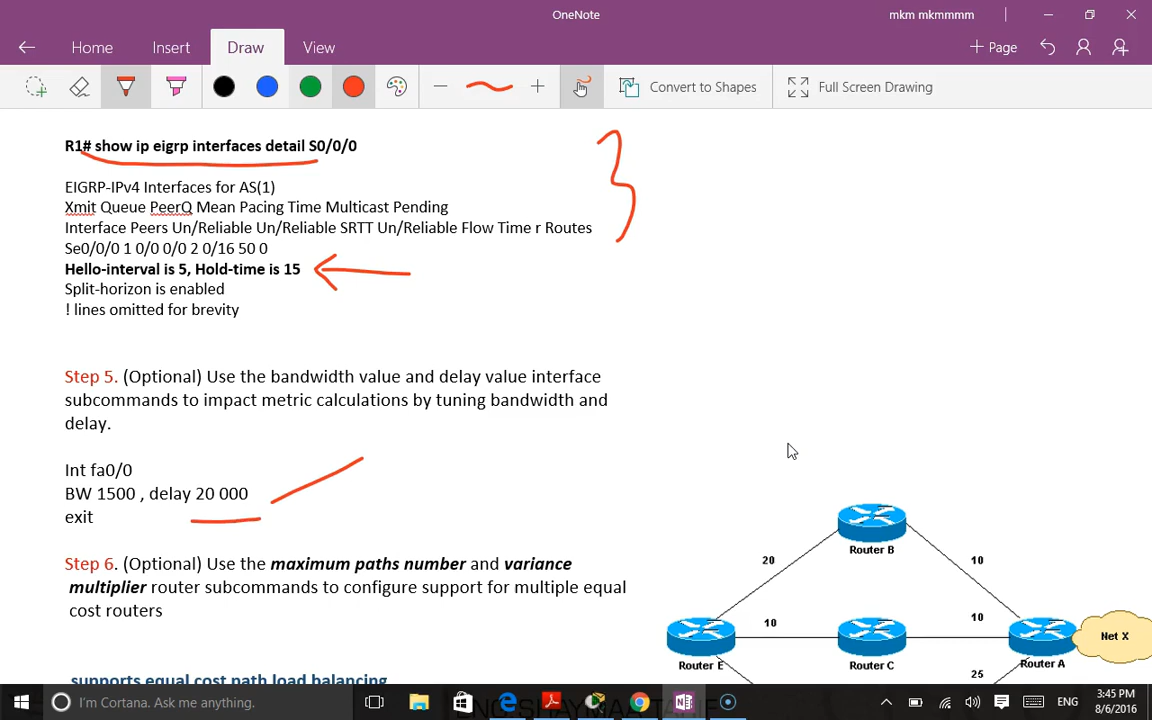 OneNote
mkm mkmmmm
Home
Insert
Draw
View
Page
Convert to Shapes
Full Screen Drawing
R1# show ip eigrp interfaces detail S0/0/0
EIGRP-IPv4 Interfaces for AS(1)
Xmit Queue PeerQ Mean Pacing Time Multicast Pending
Interface Peers Un/Reliable Un/Reliable SRTT Un/Reliable Flow Time r Routes
Se0/0/0 1 0/0 0/0 2 0/16 50 0
Hello-interval is 5, Hold-time is 15
Split-horizon is enabled
! lines omitted for brevity
Step 5. (Optional) Use the bandwidth value and delay value interface
subcommands to impact metric calculations by tuning bandwidth and
delay.
Int fa0/0
BW 1500 , delay 20 000
exit
Step 6. (Optional) Use the maximum paths number and variance
multiplier router subcommands to configure support for multiple equal
cost routers
supports equal cost path load balancing
Router B
20
10
10
10
Net X
Router E
Router C
Router A
25
I'm Cortana. Ask me anything.
ENG
3:45 PM
8/6/2016